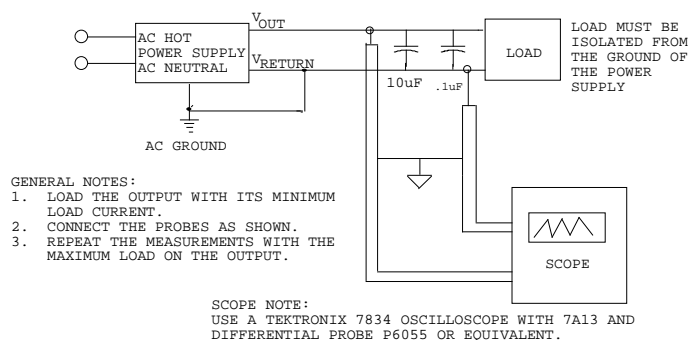 VOUT
AC HOT
POWER SUPPLY
AC NEUTRAL
VRETURN
10uF
.1uF
LOAD
LOAD MUST BE
ISOLATED FROM
THE GROUND OF
THE POWER
SUPPLY
AC GROUND
GENERAL NOTES:
1. LOAD THE OUTPUT WITH ITS MINIMUM
LOAD CURRENT.
2. CONNECT THE PROBES AS SHOWN.
3. REPEAT THE MEASUREMENTS WITH THE
MAXIMUM LOAD ON THE OUTPUT.
SCOPE
SCOPE NOTE:
USE A TEKTRONIX 7834 OSCILLOSCOPE WITH 7A13 AND
DIFFERENTIAL PROBE P6055 OR EQUIVALENT.